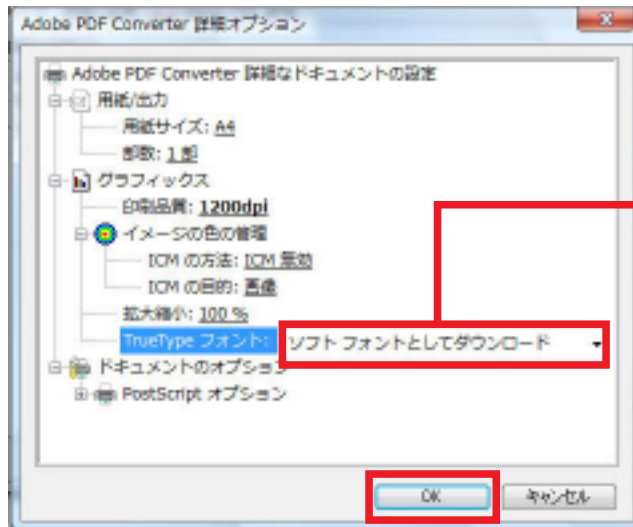 Adobe PDF Converter 詳細オプション
Adobe PDF Converter 詳細なドキュメントの設定
用紙/出力
用紙サイズ: A4
部数: 1 部
グラフィックス
印刷品質: 1200dpi
イメージの色の管理
ICM の方法: ICM 無効
ICM の目的: 画像
拡大縮小: 100 %
TrueType フォント: ソフト フォントとしてダウンロード
ドキュメントのオプション
PostScript オプション
OK キャンセル